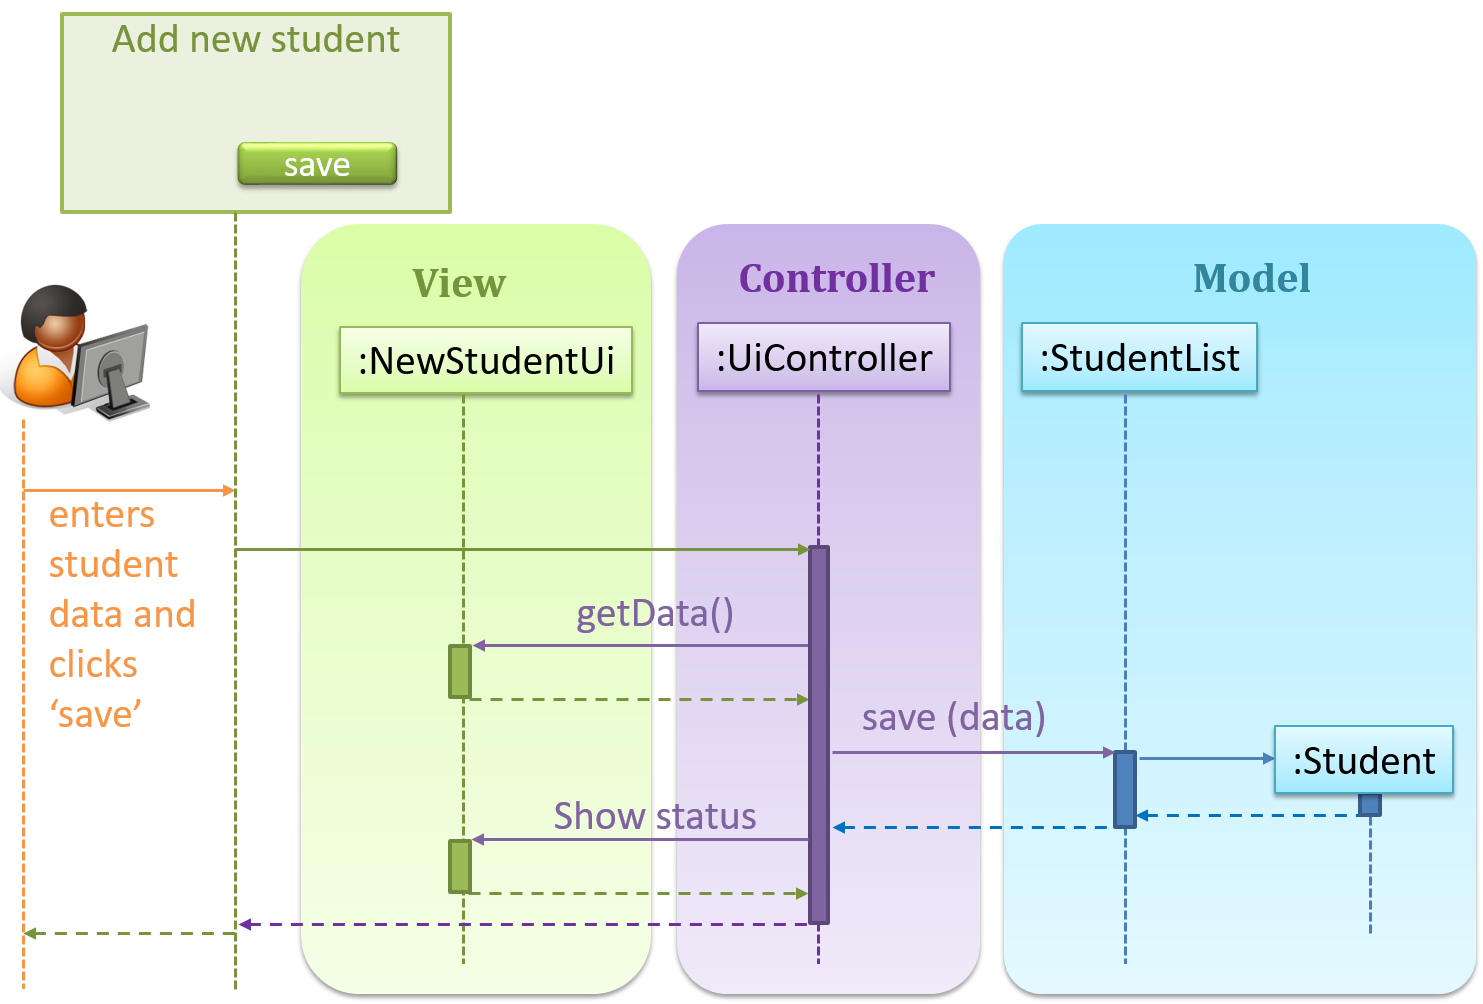 Add new student
save
View
Controller
Model
:NewStudentUi
:UiController
:StudentList
enters
student
data and
clicks
‘save’
getData()
save (data)
:Student
Show status